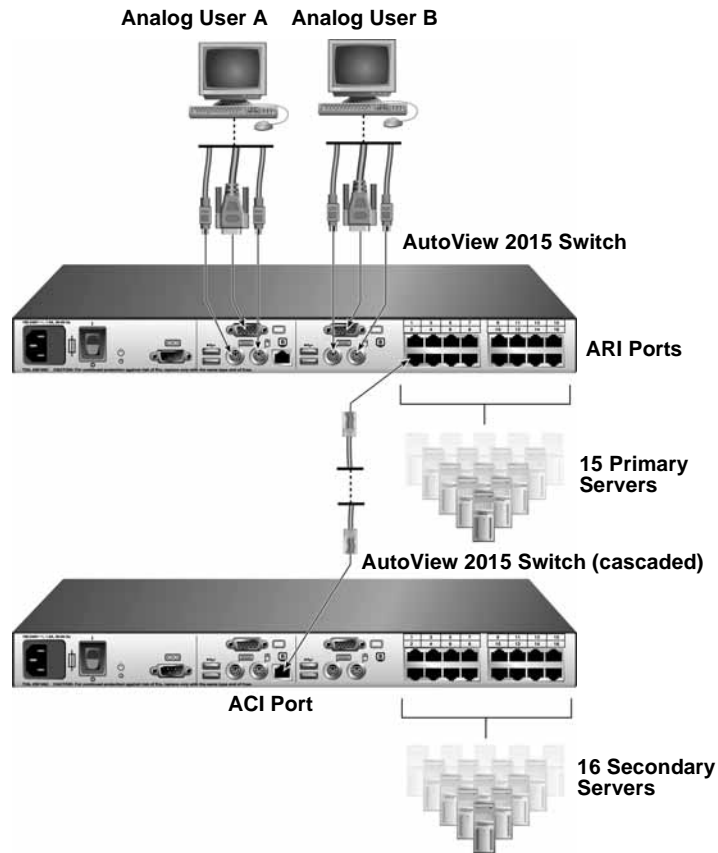 Analog User A
Analog User B
AutoView 2015 Switch
ARI Ports
15 Primary
Servers
AutoView 2015 Switch (cascaded)
ACI Port
16 Secondary
Servers